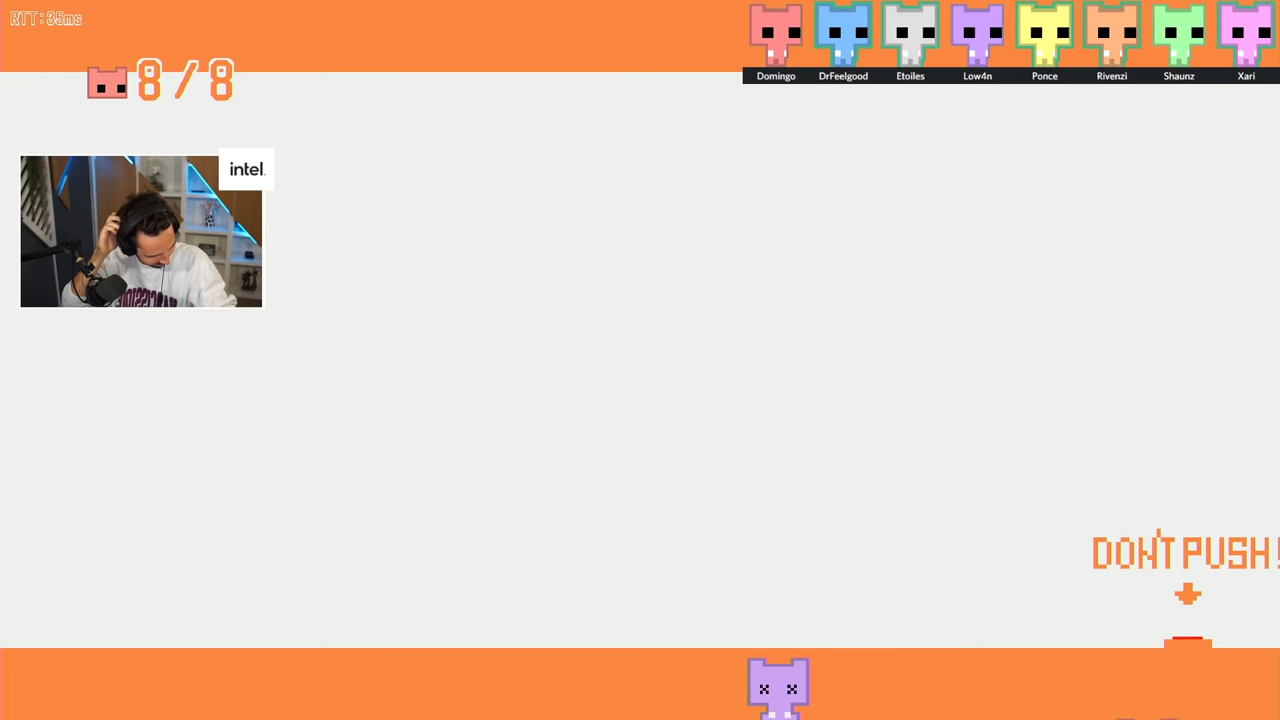 RTT:35ms
8/8
Domingo DrFeelgood Etoiles Low4n Ponce Rivenzi Shaunz Xari
intel.
DON'T PUSH!